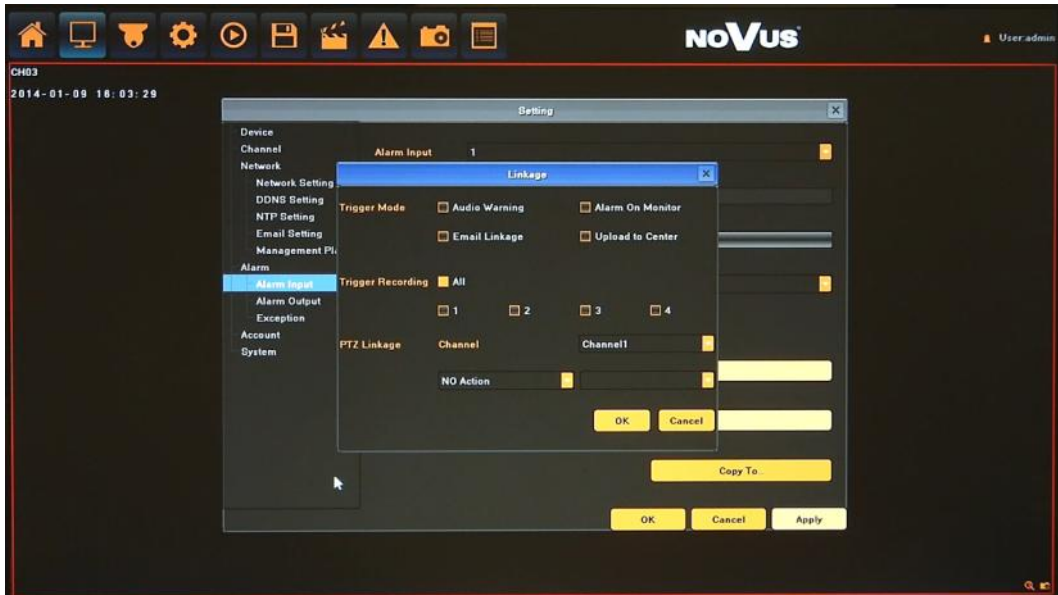 NOVUS
User:admin
CH03
2014-01-09 16:03:29
Setting
Device
Channel
Network
Network Setting
DDNS Setting
NTP Setting
Email Setting
Management
Alarm
Alarm Input
Alarm Output
Exception
Account
System
Alarm Input 1
Linkage
Trigger Mode Audio Warning Alarm On Monitor
Email Linkage Upload to Center
Trigger Recording All
1 2 3 4
PTZ Linkage Channel Channel1
NO Action
OK Cancel
Copy To..
OK Cancel Apply